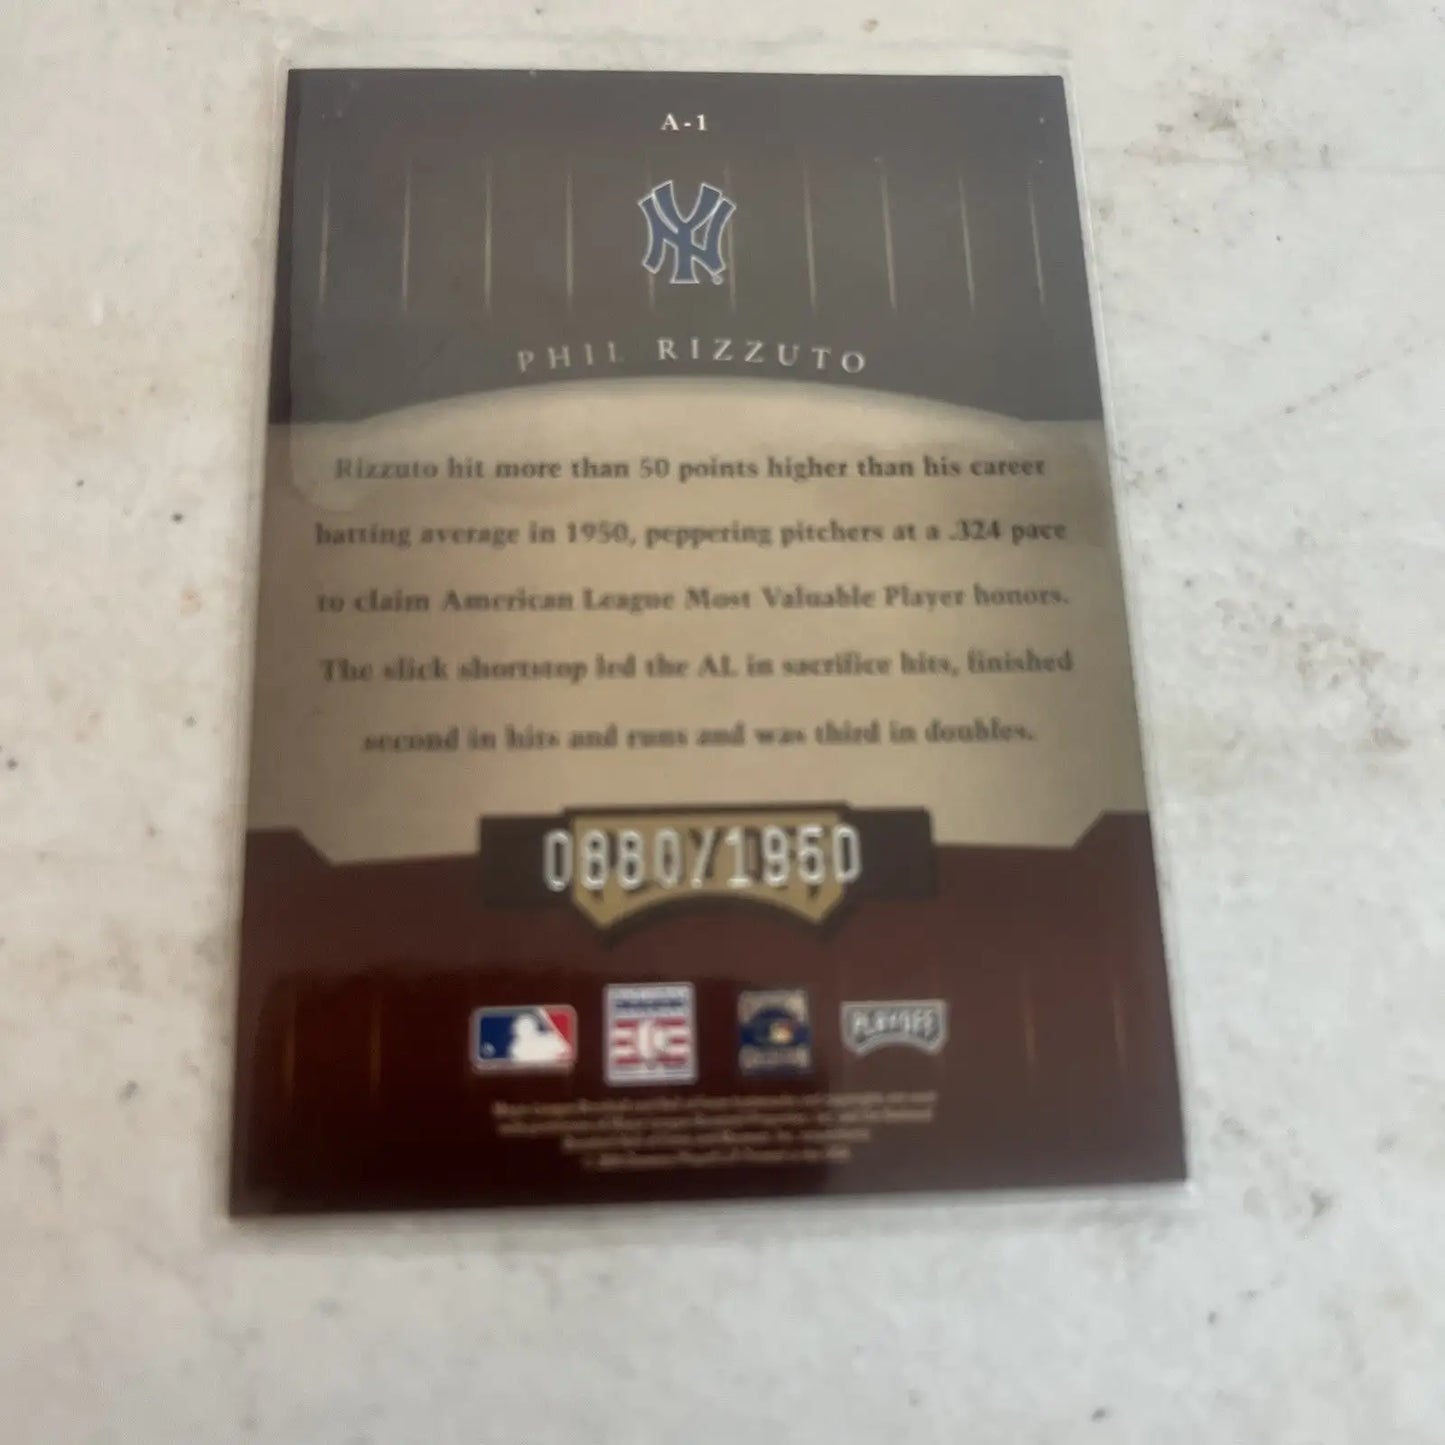 A-1
NY
PHIL RIZZUTO
Rizzuto hit more than 50 points higher than his career
batting average in 1950, peppering pitchers at a .324 pace
to claim American League Most Valuable Player honors.
The slick shortstop led the AL in sacrifice hits, finished
second in hits and runs and was third in doubles.
0880/1950
PLAYOFF